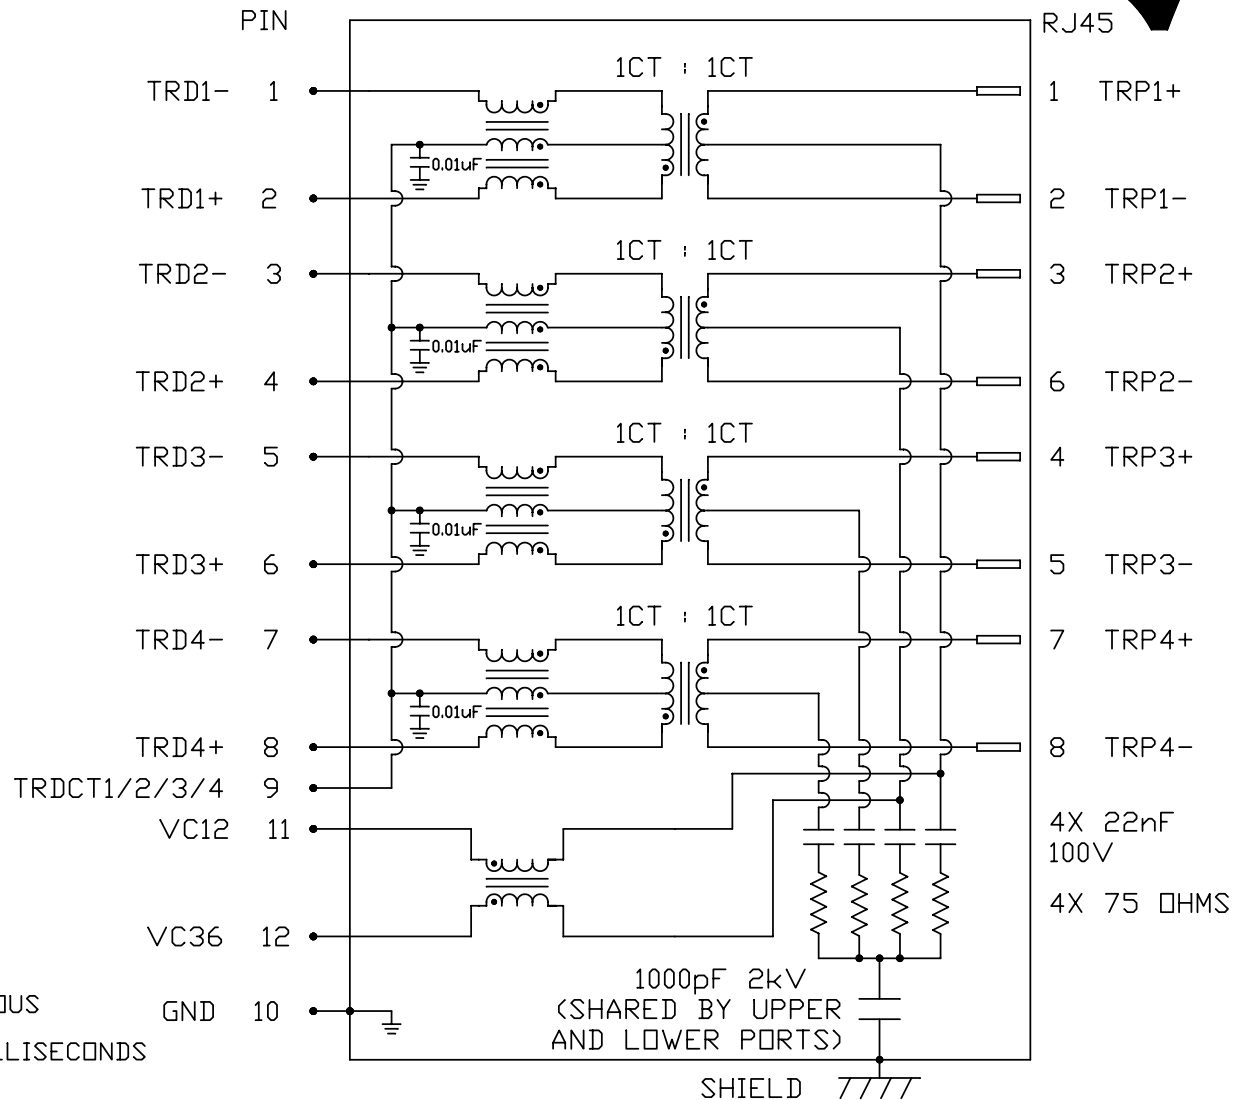 PIN RJ45
1CT : 1CT
TRD1- 1 1 TRP1+
0.01uF
TRD1+ 2 2 TRP1-
1CT : 1CT
TRD2- 3 3 TRP2+
0.01uF
TRD2+ 4 6 TRP2-
1CT : 1CT
TRD3- 5 4 TRP3+
0.01uF
TRD3+ 6 5 TRP3-
1CT : 1CT
TRD4- 7 7 TRP4+
0.01uF
TRD4+ 8 8 TRP4-
TRDCT1/2/3/4 9
VC12 11
4X 22nF
100V
4X 75 OHMS
VC36 12
1000pF 2kV
(SHARED BY UPPER
AND LOWER PORTS)
GND 10
SHIELD